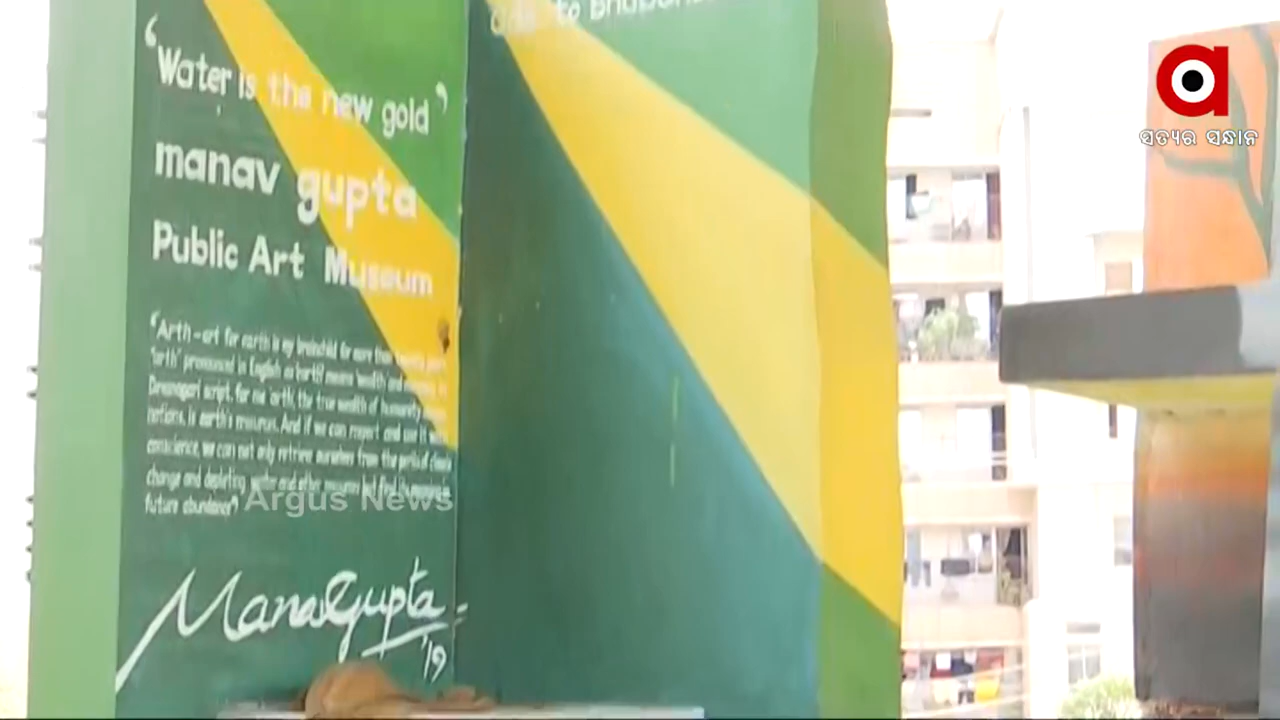 to Bhubane
'Water is the new gold'
manav gupta
Public Art Museum
'Arth-art for earth is my brainchild for more than
"arth" pronounced in English as 'earth' means 'wealth' and
Devanagari script. for me arth, the true wealth of humanity
nations, is earth's resources. And if we can respect and use it with
conscience, we can not only retrieve ourselves from the perils of climate
change and depleting water and other resources but find
future abundance'
Argus News
ManavGupta
'19
ସତ୍ୟର ସନ୍ଧାନ